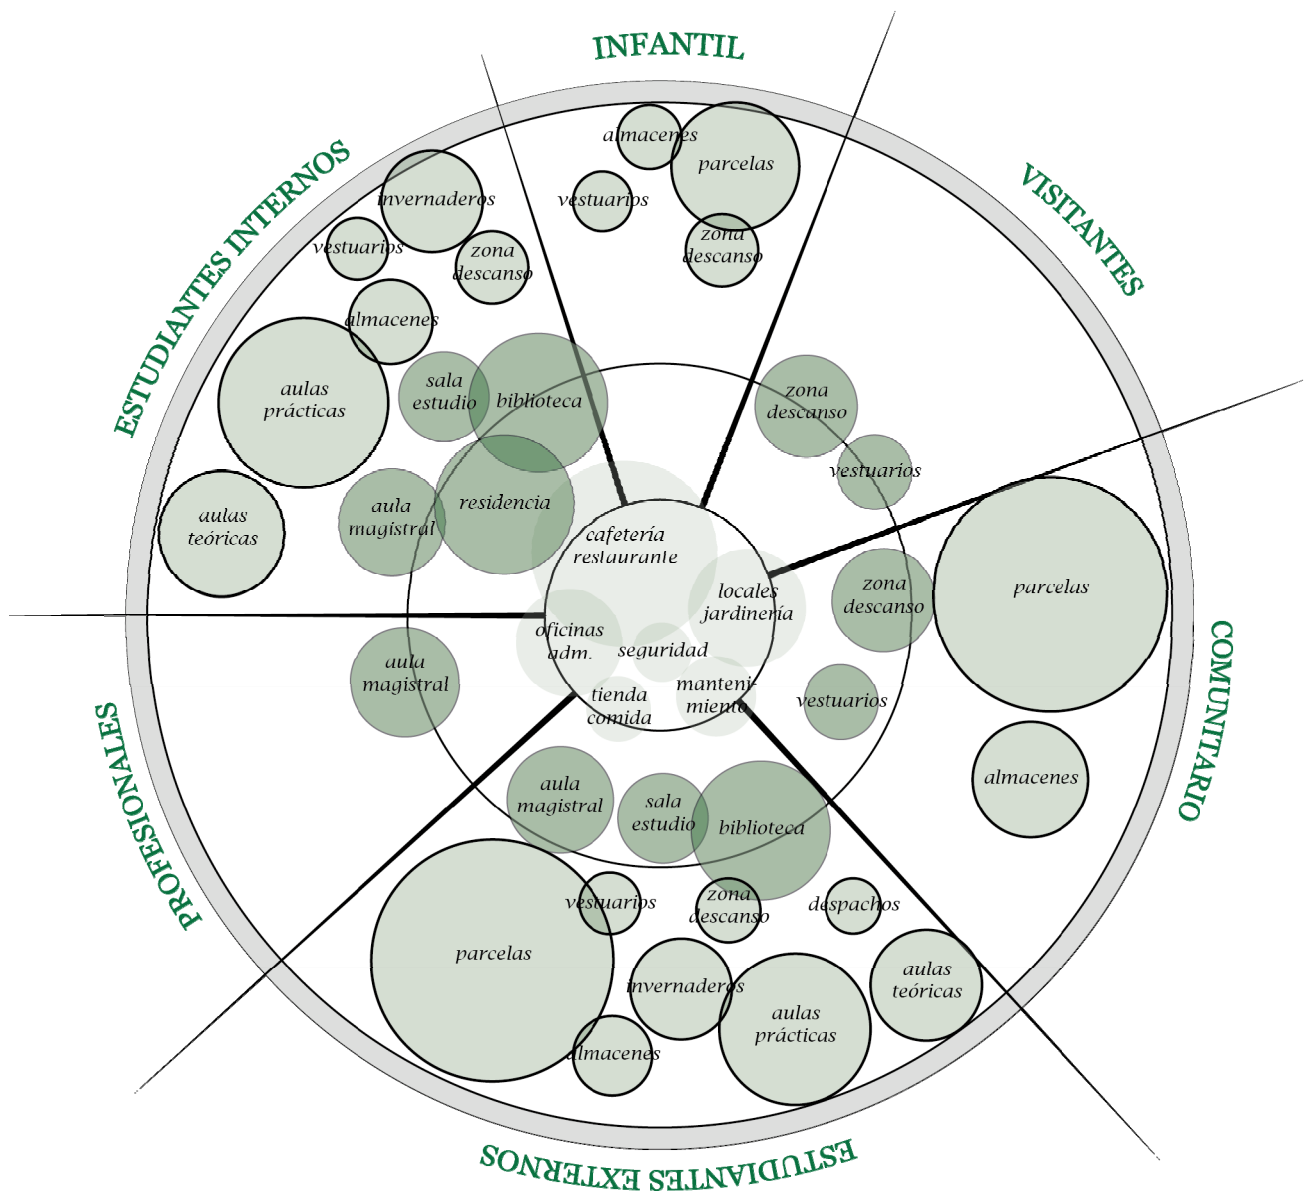 INFANTIL
VISITANTES
ESTUDIANTES INTERNOS
COMUNITARIO
PROFESIONALES
ESTUDIANTES EXTERNOS
almacenes
parcelas
vestuarios
zona
descanso
invernaderos
vestuarios
zona
descanso
almacenes
aulas
prácticas
sala
estudio
biblioteca
aulas
teóricas
aula
magistral
residencia
zona
descanso
vestuarios
cafetería
restaurante
locales
jardinería
oficinas
adm.
seguridad
tienda
comida
manteni-
miento
zona
descanso
parcelas
vestuarios
almacenes
aula
magistral
aula
magistral
sala
estudio
biblioteca
vestuarios
zona
descanso
despachos
parcelas
invernaderos
aulas
teóricas
aulas
prácticas
almacenes